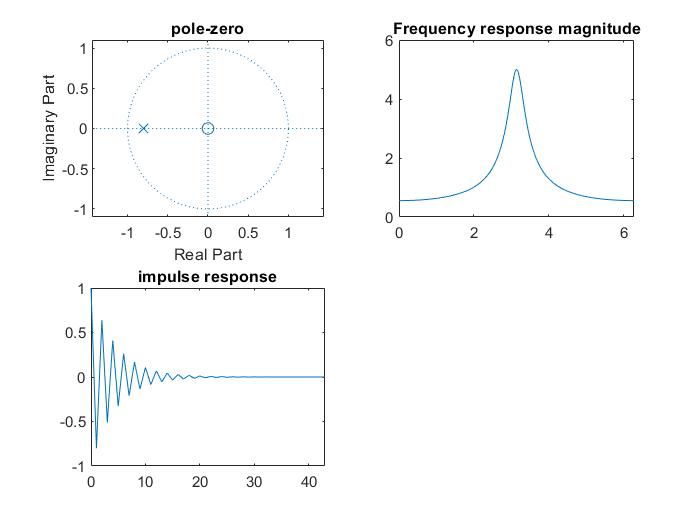 pole-zero
1
0.5
0
-0.5
-1
Imaginary Part
-1 -0.5 0 0.5 1
Real Part
Frequency response magnitude
6
4
2
0
0 2 4 6
impulse response
1
0.5
0
-0.5
-1
0 10 20 30 40